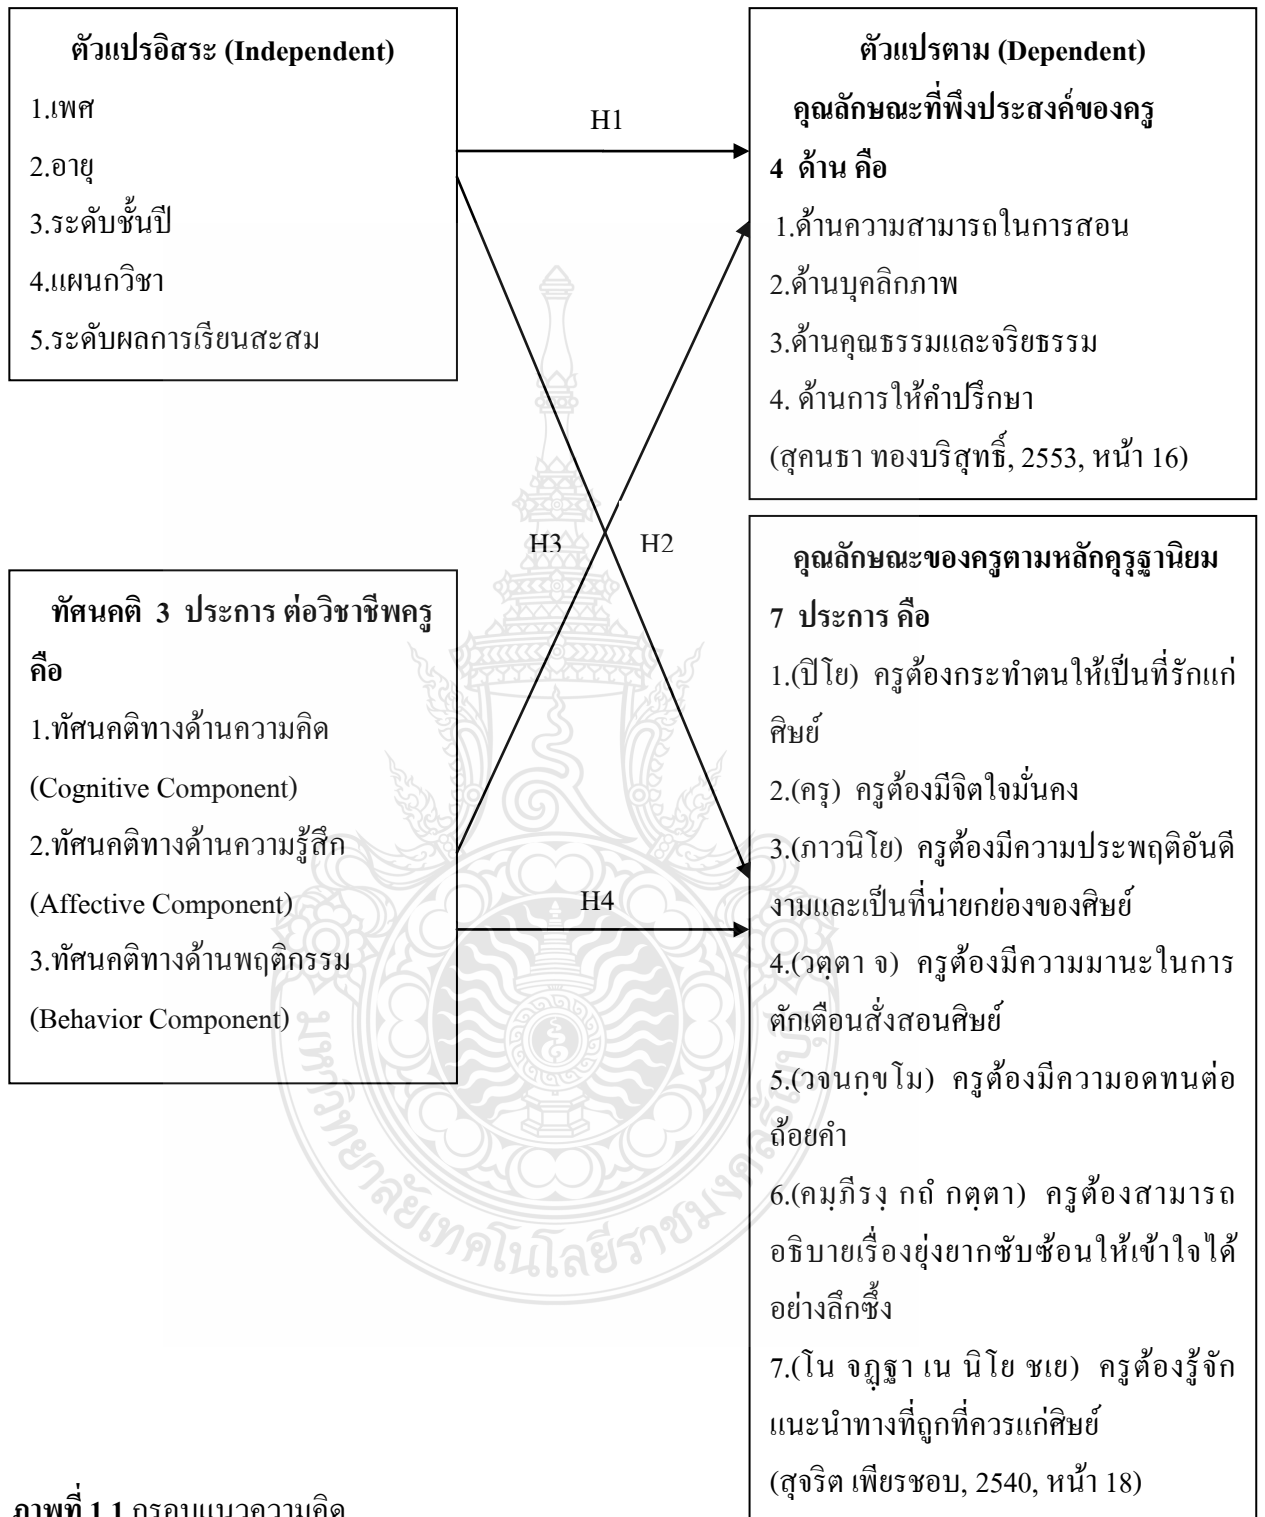 ตัวแปรอิสระ (Independent)
1.เพศ
2.อายุ
3.ระดับชั้นปี
4.แผนกวิชา
5.ระดับผลการเรียนสะสม
H1
ตัวแปรตาม (Dependent)
คุณลักษณะที่พึงประสงค์ของครู
4 ด้าน คือ
1.ด้านความสามารถในการสอน
2.ด้านบุคลิกภาพ
3.ด้านคุณธรรมและจริยธรรม
4. ด้านการให้คำปรึกษา
(สุคนธา ทองบริสุทธิ์, 2553, หน้า 16)
H3
H2
ทัศนคติ 3 ประการ ต่อวิชาชีพครู
คือ
1.ทัศนคติทางด้านความคิด
(Cognitive Component)
2.ทัศนคติทางด้านความรู้สึก
(Affective Component)
3.ทัศนคติทางด้านพฤติกรรม
(Behavior Component)
H4
คุณลักษณะของครูตามหลักคุรุฐานิยม
7 ประการ คือ
1.(ปิโย) ครูต้องกระทำตนให้เป็นที่รักแก่
ศิษย์
2.(ครุ) ครูต้องมีจิตใจมั่นคง
3.(ภาวนิโย) ครูต้องมีความประพฤติอันดี
งามและเป็นที่น่ายกย่องของศิษย์
4.(วตฺตา จ) ครูต้องมีความมานะในการ
ตักเตือนสั่งสอนศิษย์
5.(วจนกฺขโม) ครูต้องมีความอดทนต่อ
ถ้อยคำ
6.(คมฺภีรงฺ กถํ กตฺตา) ครูต้องสามารถ
อธิบายเรื่องยุ่งยากซับซ้อนให้เข้าใจได้
อย่างลึกซึ้ง
7.(โน จฏฺฐา เน นิโย ชเย) ครูต้องรู้จัก
แนะนำทางที่ถูกที่ควรแก่ศิษย์
(สุจริต เพียรชอบ, 2540, หน้า 18)
มหาวิทยาลัยเทคโนโลยีราชมงคลธัญบุรี
ภาพที่ 1.1 กรอบแนวความคิด